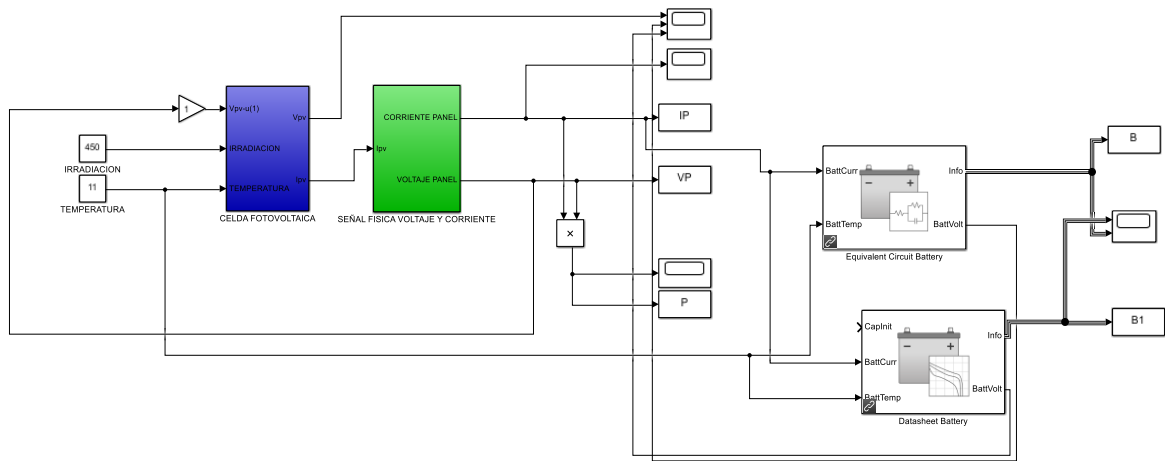 1
Vpv-u(1)
Vpv
450
IRRADIACION
IRRADIACION
11
TEMPERATURA
TEMPERATURA
Ipv
CELDA FOTOVOLTAICA
CORRIENTE PANEL
Ipv
VOLTAJE PANEL
SEÑAL FISICA VOLTAJE Y CORRIENTE
×
IP
VP
P
BattCurr
Info
BattTemp
BattVolt
Equivalent Circuit Battery
B
CapInit
Info
BattCurr
BattVolt
BattTemp
Datasheet Battery
B1